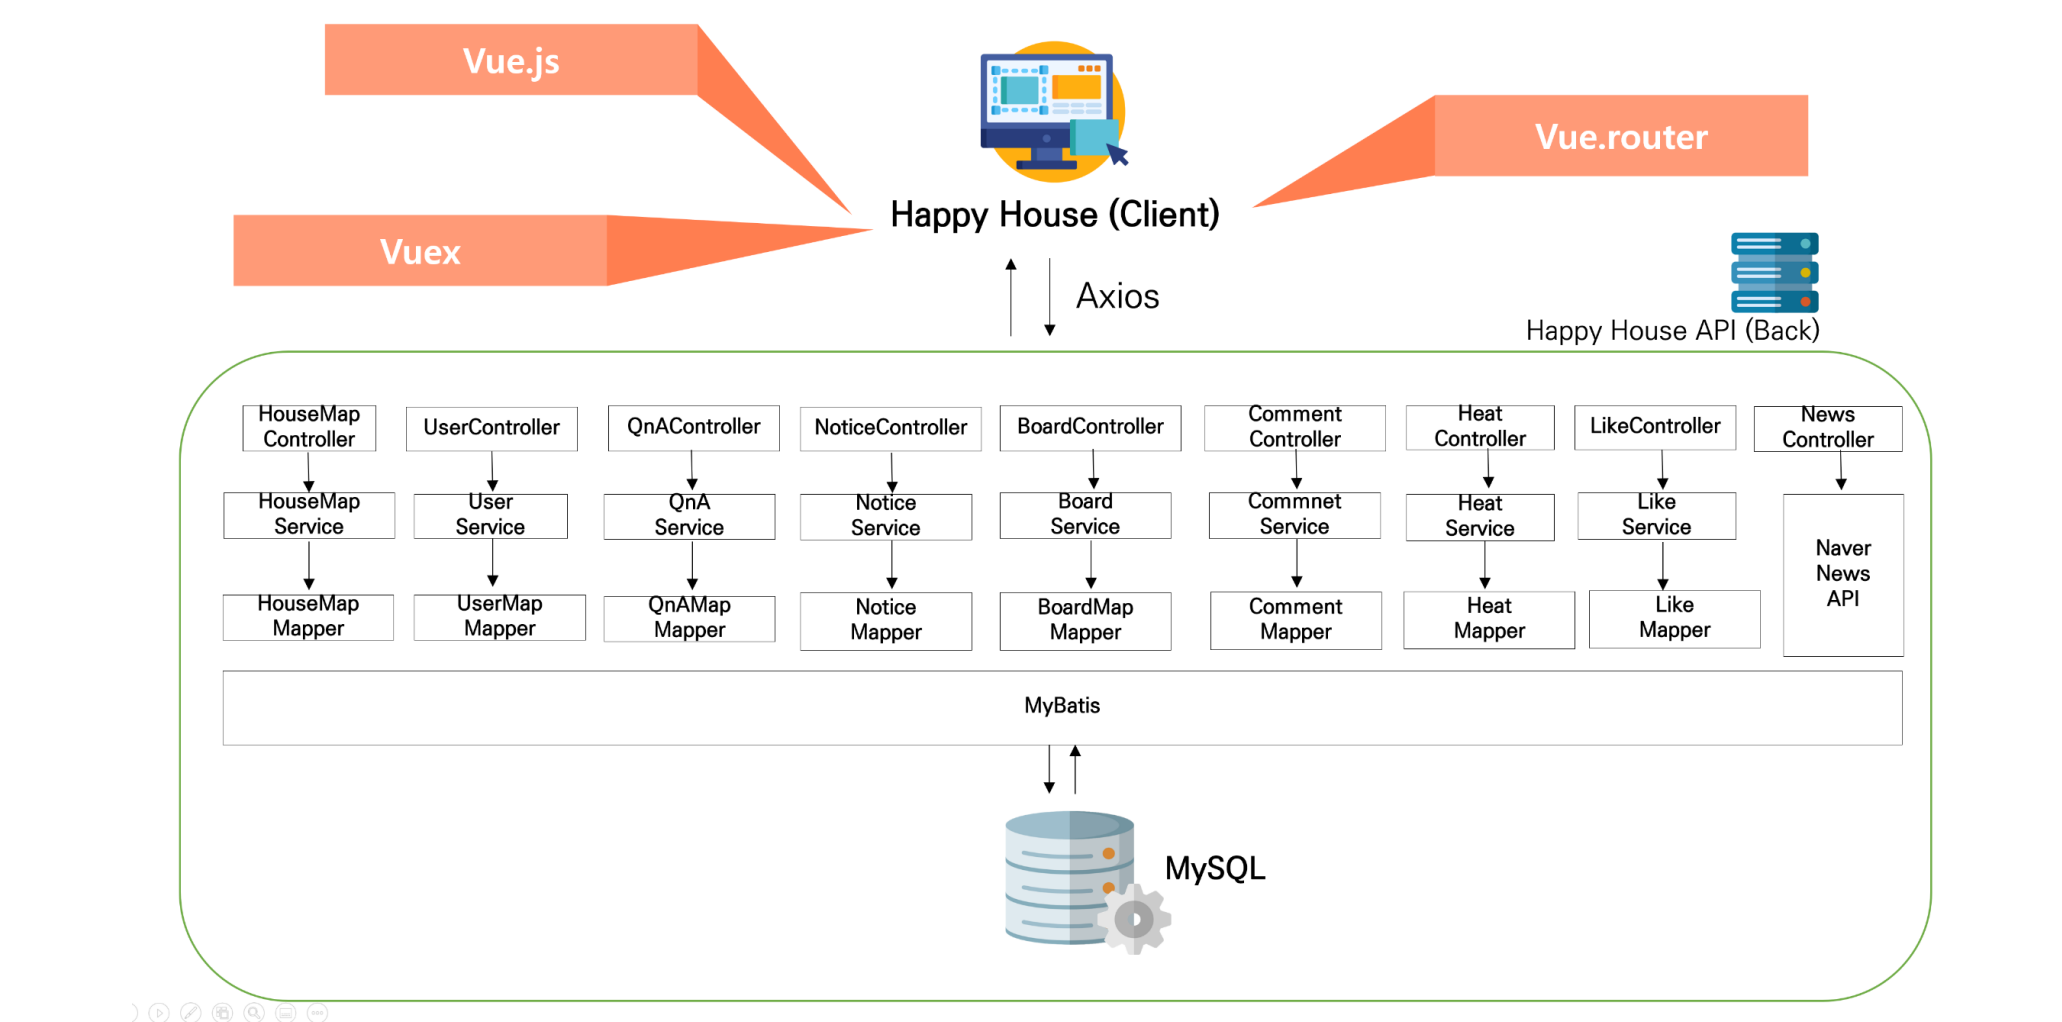 Vue.js
Vue.router
Happy House (Client)
Vuex
Axios
Happy House API (Back)
HouseMap
Controller
UserController
QnAController
NoticeController
BoardController
Comment
Controller
Heat
Controller
LikeController
News
Controller
HouseMap
Service
User
Service
QnA
Service
Notice
Service
Board
Service
Commnet
Service
Heat
Service
Like
Service
Naver
News
API
HouseMap
Mapper
UserMap
Mapper
QnAMap
Mapper
Notice
Mapper
BoardMap
Mapper
Comment
Mapper
Heat
Mapper
Like
Mapper
MyBatis
MySQL